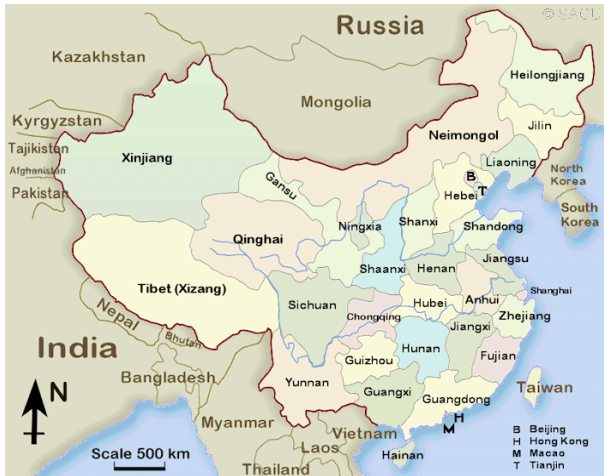 © SACU
Russia
Kazakhstan
Mongolia
Heilongjiang
Kyrgyzstan
Neimongol
Jilin
Tajikistan
Xinjiang
Liaoning
Afghanistan
Gansu
B
North
Korea
Pakistan
Hebei
T
South
Korea
Ningxia
Shanxi
Shandong
Qinghai
Shaanxi
Henan
Jiangsu
Tibet (Xizang)
Sichuan
Hubei
Anhui
Shanghai
Nepal
Chongqing
Zhejiang
Jiangxi
Bhutan
India
Hunan
Fujian
Guizhou
Bangladesh
Yunnan
Guangxi
Guangdong
Taiwan
N
H
M
Myanmar
Vietnam
Laos
Hainan
Thailand
Scale 500 km
B Beijing
H Hong Kong
M Macao
T Tianjin